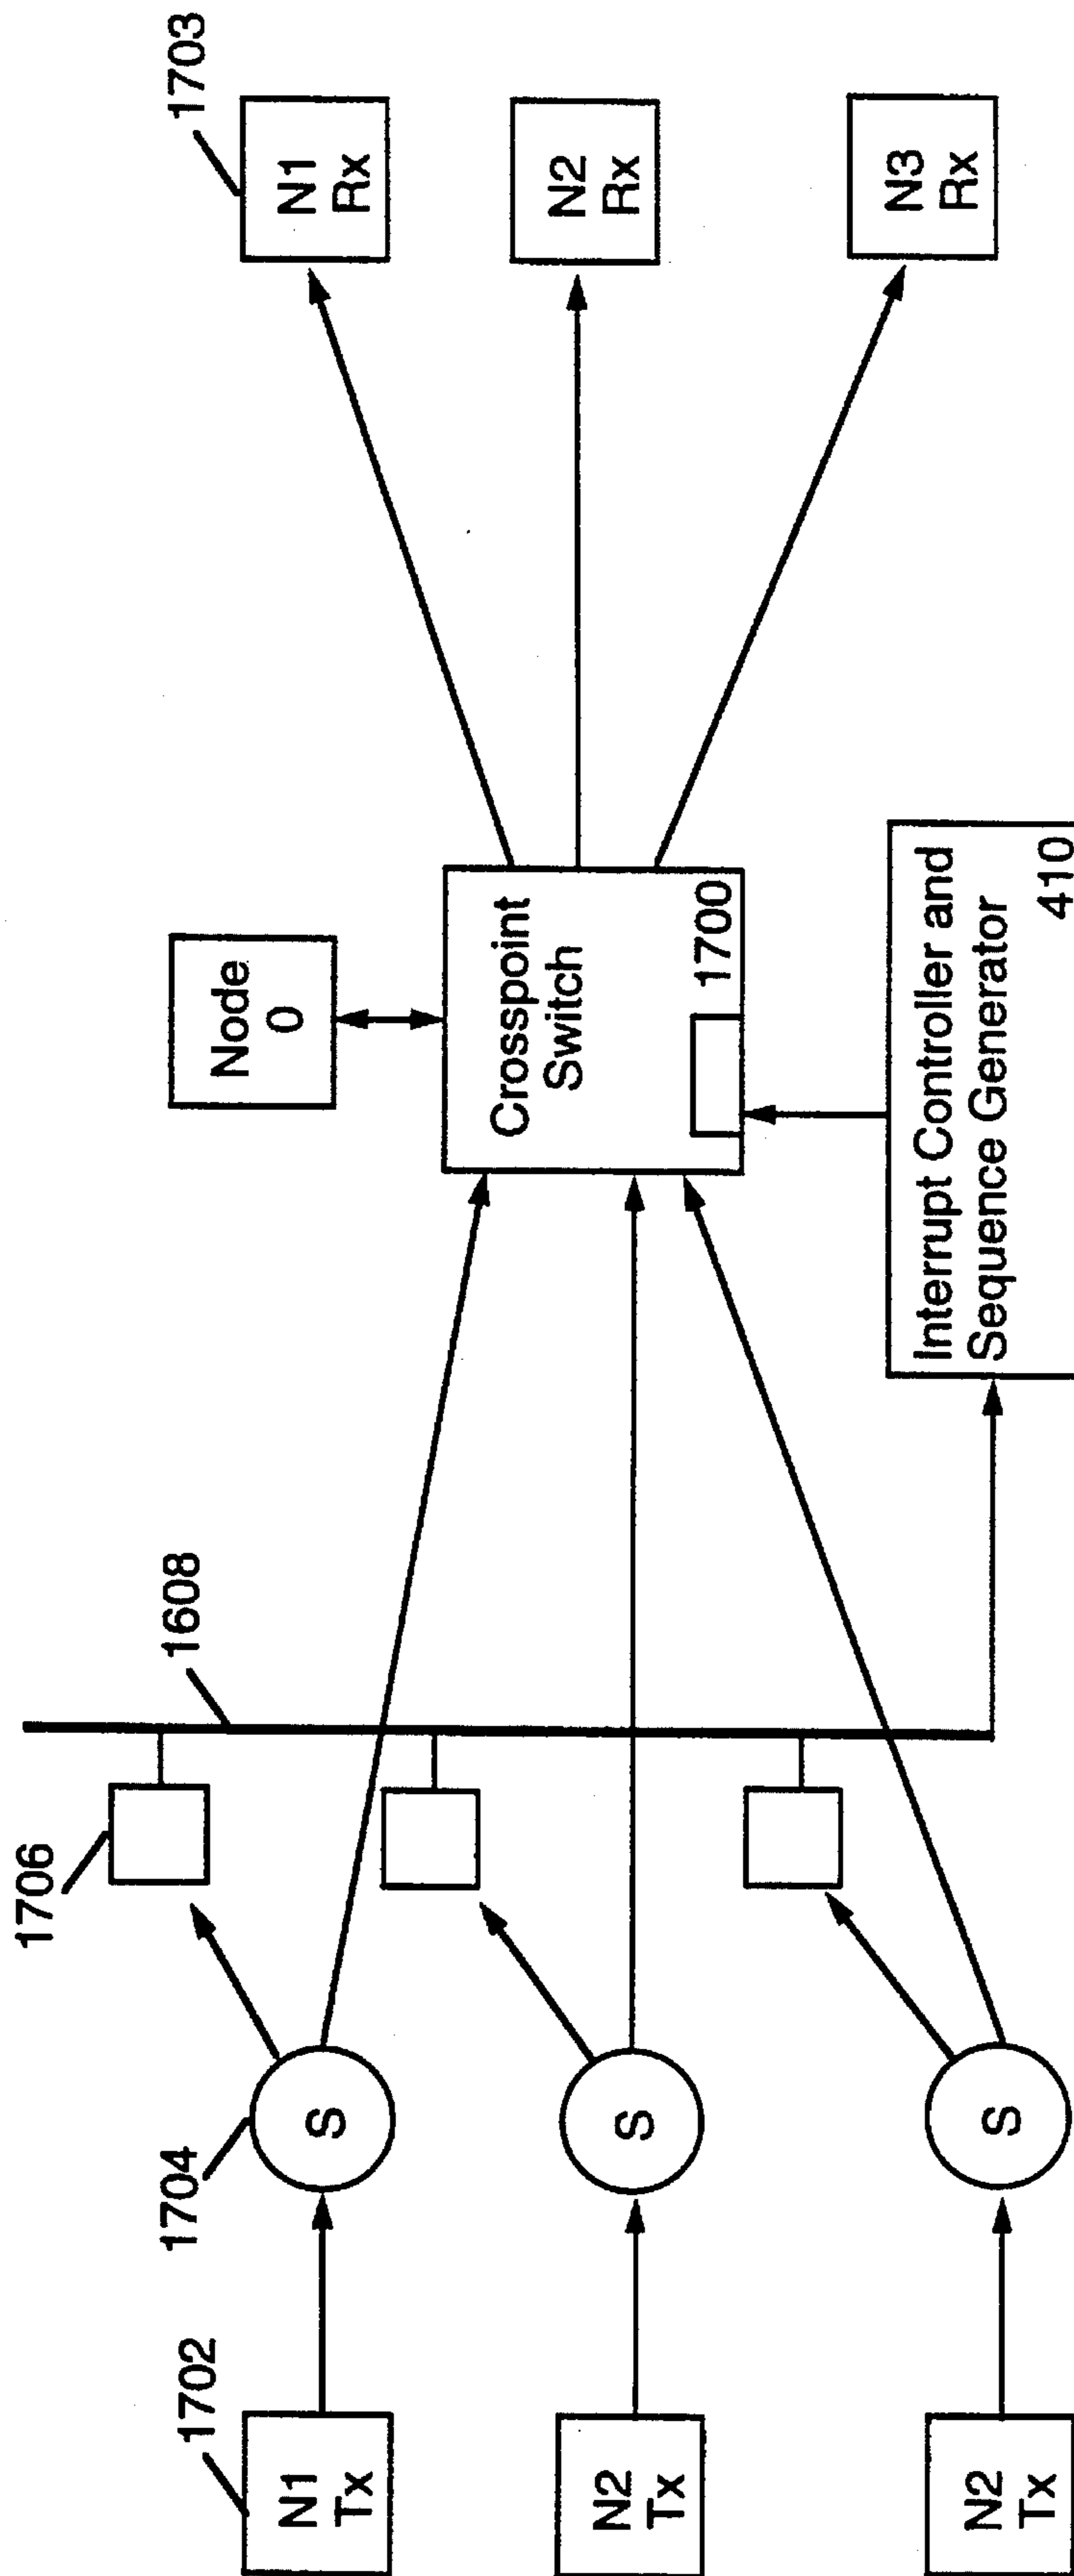 1702
N1
Tx
N2
Tx
N2
Tx
1704
S
S
S
1706
1608
Node
0
Crosspoint
Switch
1700
Interrupt Controller and
Sequence Generator
410
1703
N1
Rx
N2
Rx
N3
Rx